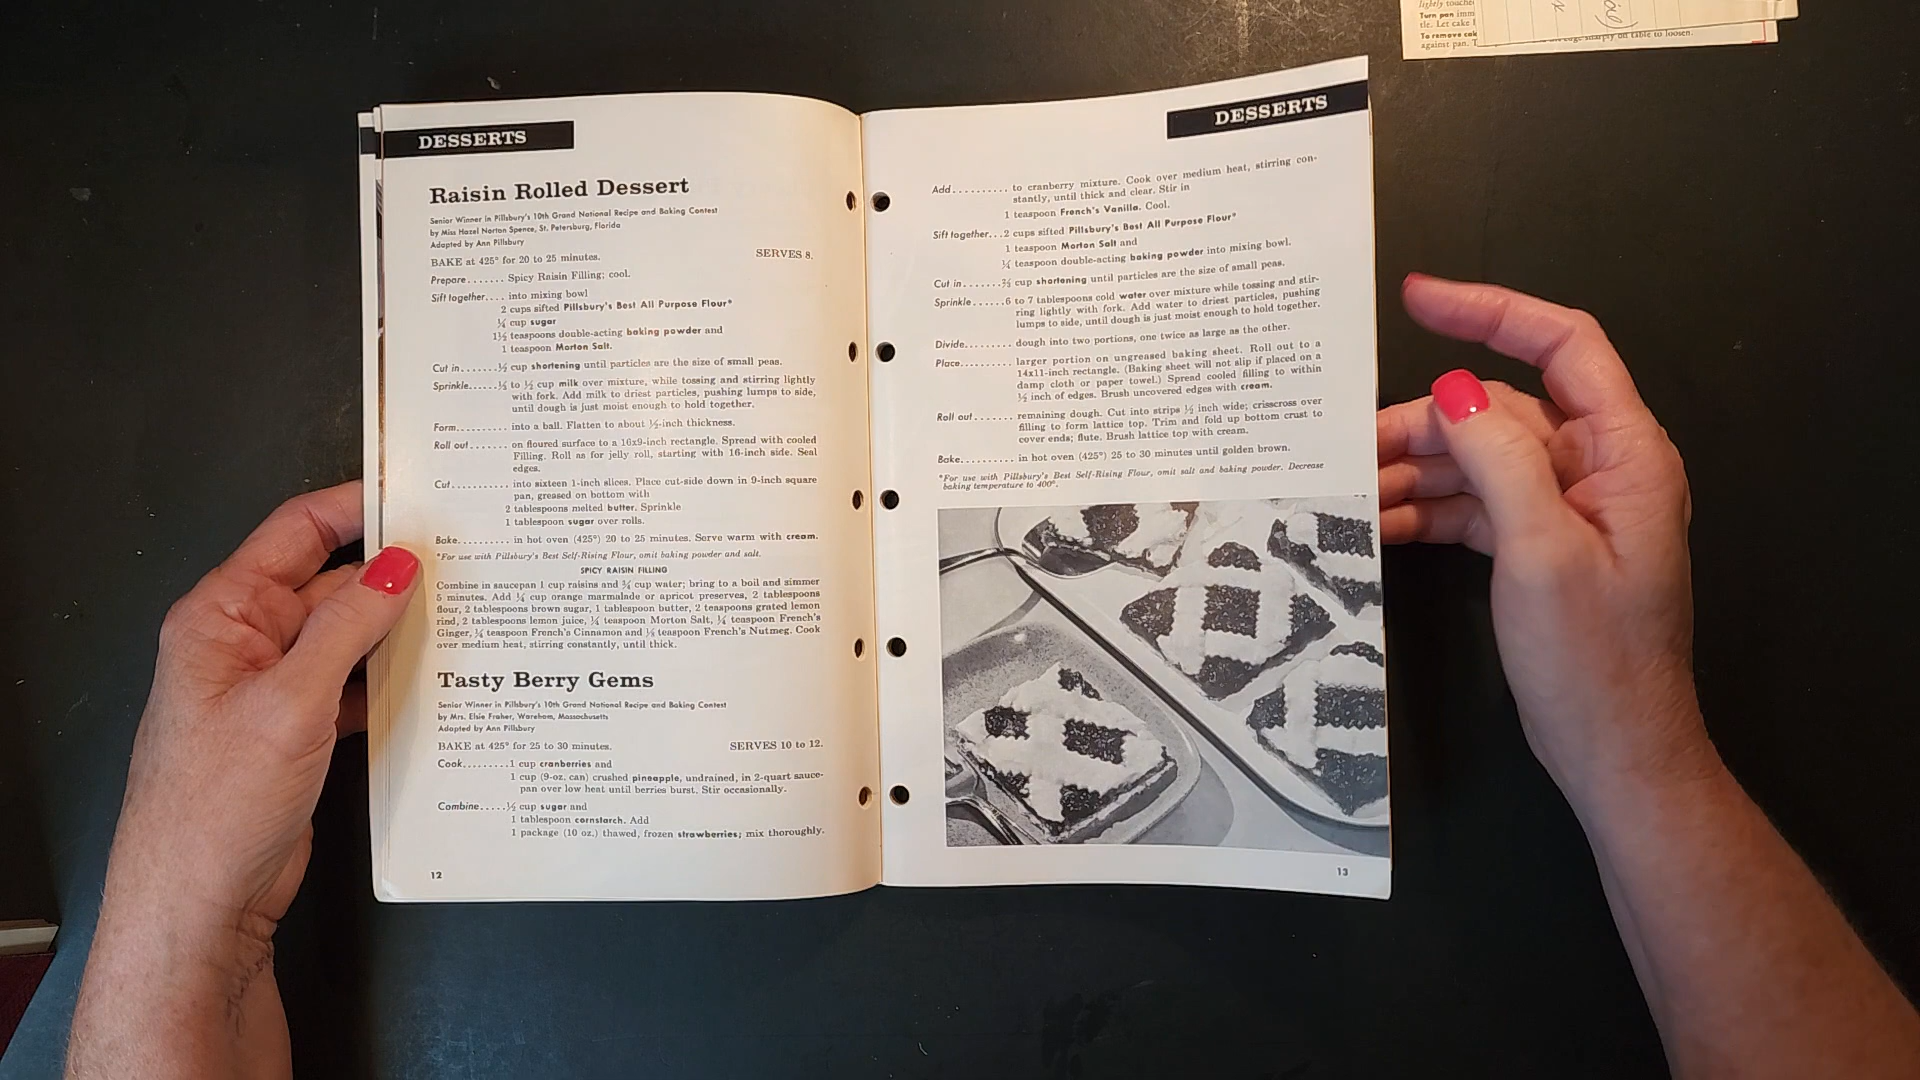 DESSERTS
Raisin Rolled Dessert
Senior Winner in Pillsbury's 10th Grand National Recipe and Baking Contest
by Miss Hazel Norton Spence, St. Petersburg, Florida
Adapted by Ann Pillsbury
BAKE at 425° for 20 to 25 minutes. SERVES 8.
Prepare....... Spicy Raisin Filling; cool.
Sift together.... into mixing bowl
2 cups sifted Pillsbury's Best All Purpose Flour*
¼ cup sugar
1½ teaspoons double-acting baking powder and
1 teaspoon Morton Salt.
Cut in.......½ cup shortening until particles are the size of small peas.
Sprinkle......⅓ to ½ cup milk over mixture, while tossing and stirring lightly
with fork. Add milk to driest particles, pushing lumps to side,
until dough is just moist enough to hold together.
Form.......... into a ball. Flatten to about ½-inch thickness.
Roll out....... on floured surface to a 16x9-inch rectangle. Spread with cooled
Filling. Roll as for jelly roll, starting with 16-inch side. Seal
edges.
Cut........... into sixteen 1-inch slices. Place cut-side down in 9-inch square
pan, greased on bottom with
2 tablespoons melted butter. Sprinkle
1 tablespoon sugar over rolls.
Bake.......... in hot oven (425°) 20 to 25 minutes. Serve warm with cream.
*For use with Pillsbury's Best Self-Rising Flour, omit baking powder and salt.
SPICY RAISIN FILLING
Combine in saucepan 1 cup raisins and ¾ cup water; bring to a boil and simmer
5 minutes. Add ¼ cup orange marmalade or apricot preserves, 2 tablespoons
flour, 2 tablespoons brown sugar, 1 tablespoon butter, 2 teaspoons grated lemon
rind, 2 tablespoons lemon juice, ¼ teaspoon Morton Salt, ¼ teaspoon French's
Ginger, ¼ teaspoon French's Cinnamon and ⅛ teaspoon French's Nutmeg. Cook
over medium heat, stirring constantly, until thick.
Tasty Berry Gems
Senior Winner in Pillsbury's 10th Grand National Recipe and Baking Contest
by Mrs. Elsie Fraher, Wareham, Massachusetts
Adapted by Ann Pillsbury
BAKE at 425° for 25 to 30 minutes. SERVES 10 to 12.
Cook.........1 cup cranberries and
1 cup (9-oz. can) crushed pineapple, undrained, in 2-quart sauce-
pan over low heat until berries burst. Stir occasionally.
Combine.....½ cup sugar and
1 tablespoon cornstarch. Add
1 package (10 oz.) thawed, frozen strawberries; mix thoroughly.
12
DESSERTS
Add.......... to cranberry mixture. Cook over medium heat, stirring con-
stantly, until thick and clear. Stir in
1 teaspoon French's Vanilla. Cool.
Sift together...2 cups sifted Pillsbury's Best All Purpose Flour*
1 teaspoon Morton Salt and
¼ teaspoon double-acting baking powder into mixing bowl.
Cut in.......⅔ cup shortening until particles are the size of small peas.
Sprinkle......6 to 7 tablespoons cold water over mixture while tossing and stir-
ring lightly with fork. Add water to driest particles, pushing
lumps to side, until dough is just moist enough to hold together.
Divide......... dough into two portions, one twice as large as the other.
Place.......... larger portion on ungreased baking sheet. Roll out to a
14x11-inch rectangle. (Baking sheet will not slip if placed on a
damp cloth or paper towel.) Spread cooled filling to within
½ inch of edges. Brush uncovered edges with cream.
Roll out....... remaining dough. Cut into strips ½ inch wide; crisscross over
filling to form lattice top. Trim and fold up bottom crust to
cover ends; flute. Brush lattice top with cream.
Bake.......... in hot oven (425°) 25 to 30 minutes until golden brown.
*For use with Pillsbury's Best Self-Rising Flour, omit salt and baking powder. Decrease
baking temperature to 400°.
13
lightly
Turn pan imm
tle. Let cake
To remove cak
against pan. sharply on table to loosen.